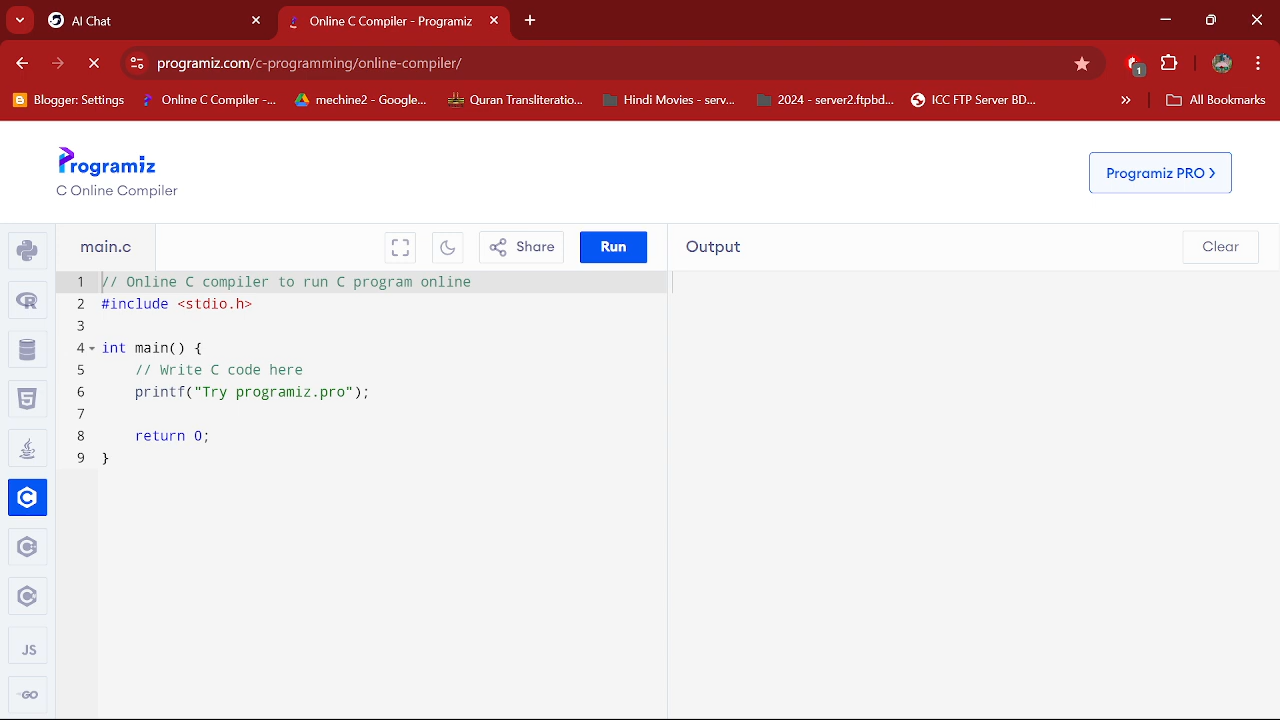 AI Chat
Online C Compiler - Programiz
programiz.com/c-programming/online-compiler/
1
Blogger: Settings
Online C Compiler -...
mechine2 - Google...
Quran Transliteratio...
Hindi Movies - serv...
2024 - server2.ftpbd...
ICC FTP Server BD...
»
All Bookmarks
Programiz
C Online Compiler
Programiz PRO >
main.c
Share
Run
Output
Clear
1 // Online C compiler to run C program online
2 #include <stdio.h>
3
4 int main() {
5     // Write C code here
6     printf("Try programiz.pro");
7
8     return 0;
9 }
JS
GO